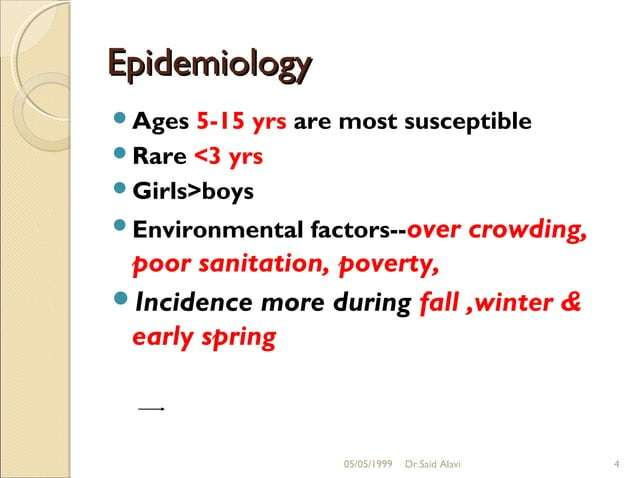 Epidemiology
Ages 5-15 yrs are most susceptible
Rare <3 yrs
Girls>boys
Environmental factors--over crowding,
poor sanitation, poverty,
Incidence more during fall ,winter &
early spring
05/05/1999 Dr.Said Alavi 4